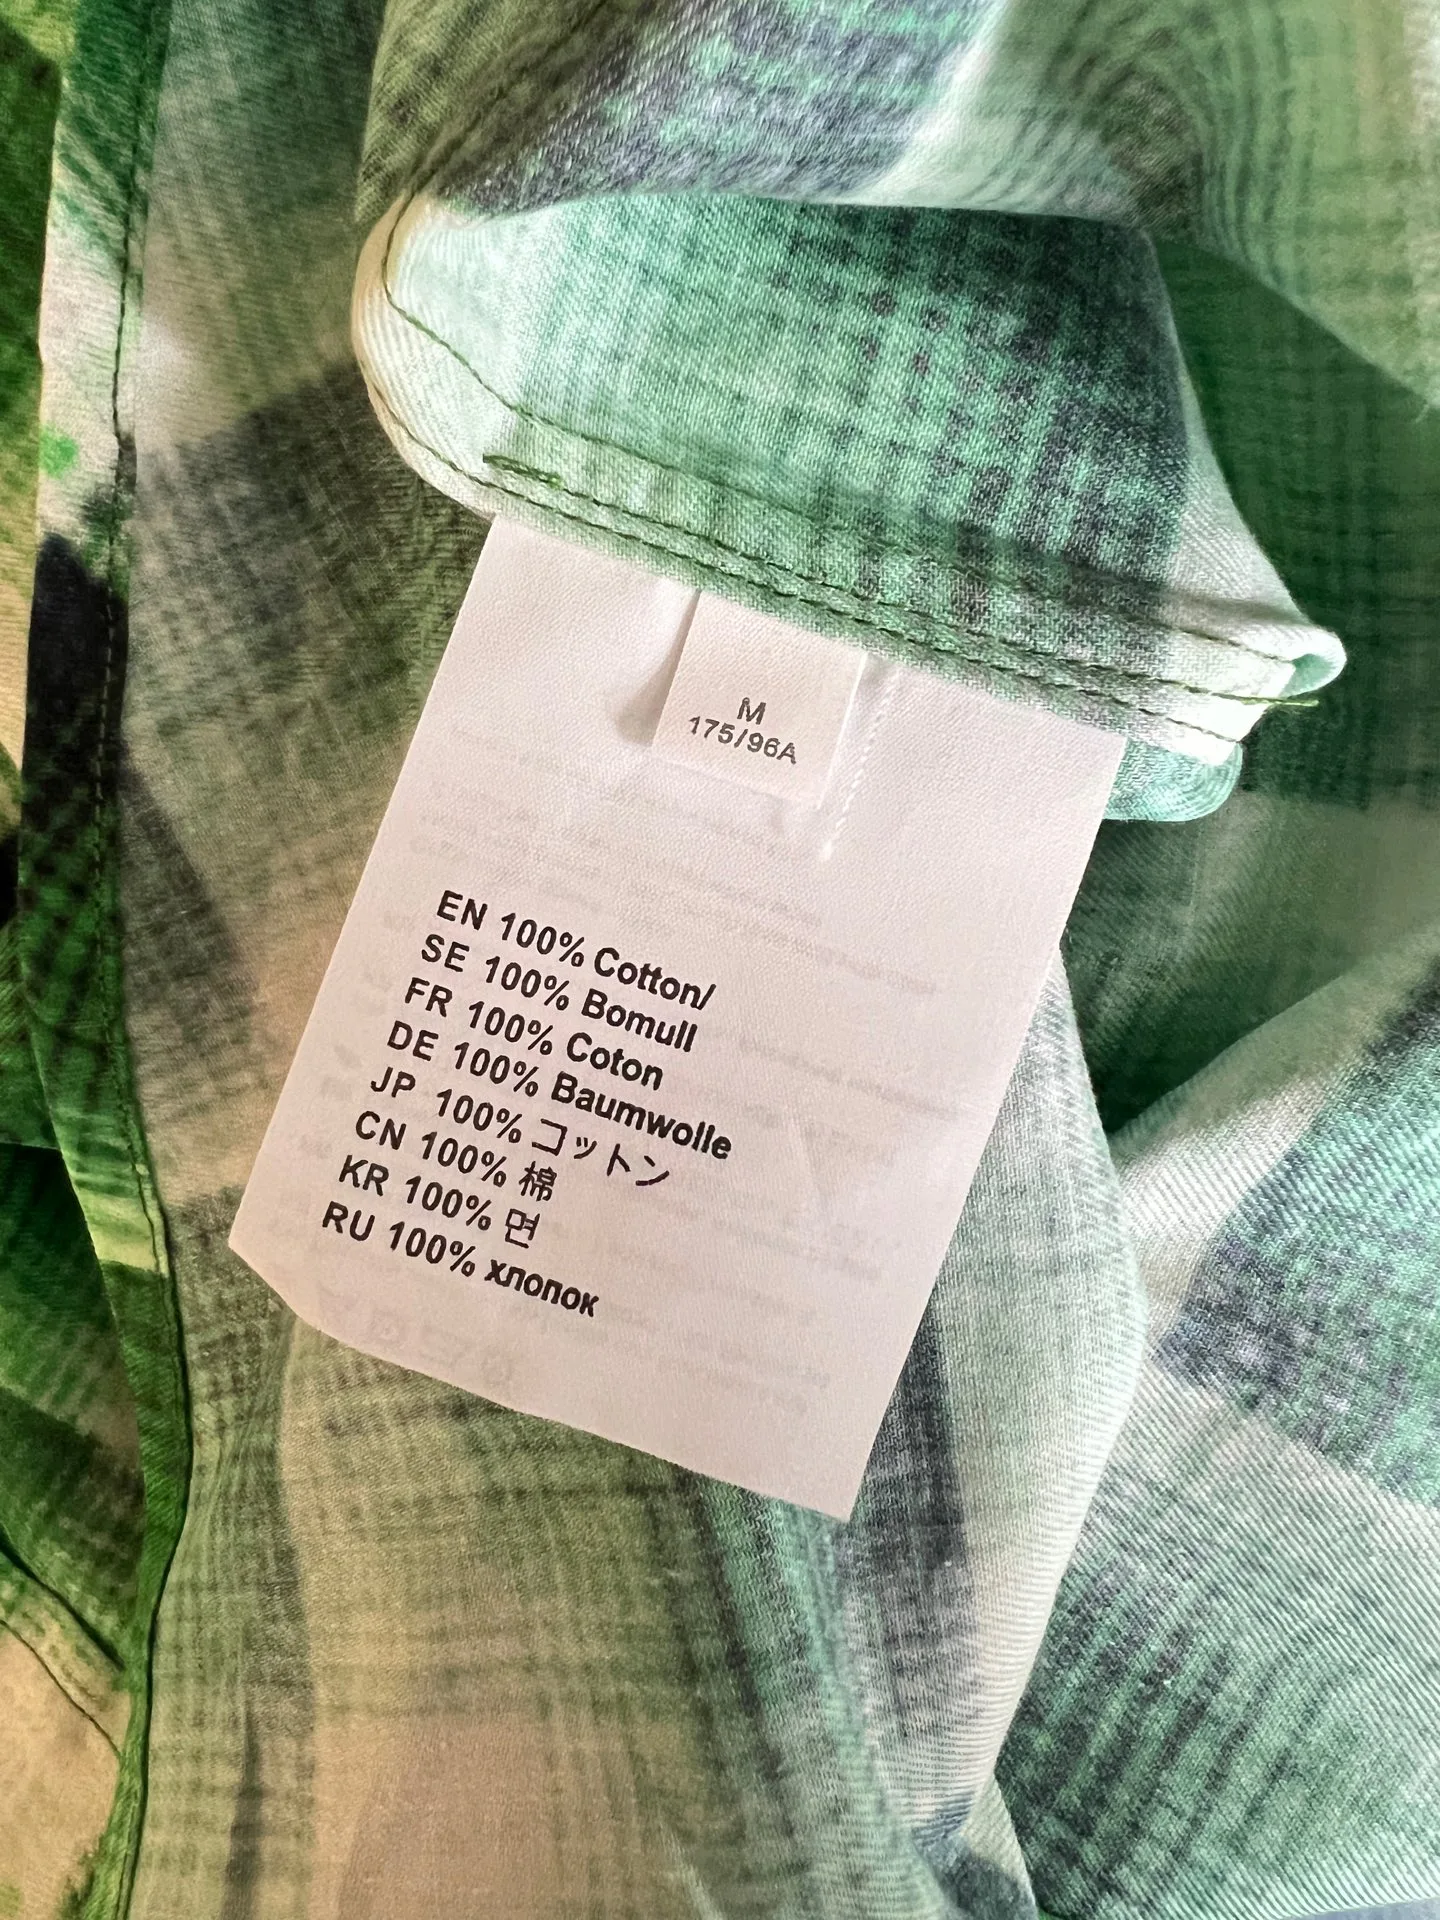 M
175/96A
EN 100% Cotton/
SE 100% Bomull
FR 100% Coton
DE 100% Baumwolle
JP 100% コットン
CN 100% 棉
KR 100% 면
RU 100% хлопок